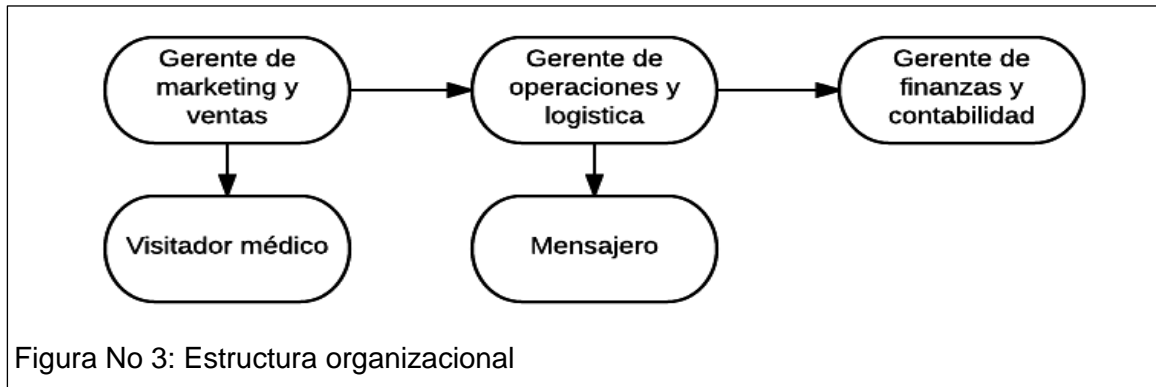 Gerente de
marketing y
ventas
Gerente de
operaciones y
logistica
Gerente de
finanzas y
contabilidad
Visitador médico
Mensajero
Figura No 3: Estructura organizacional